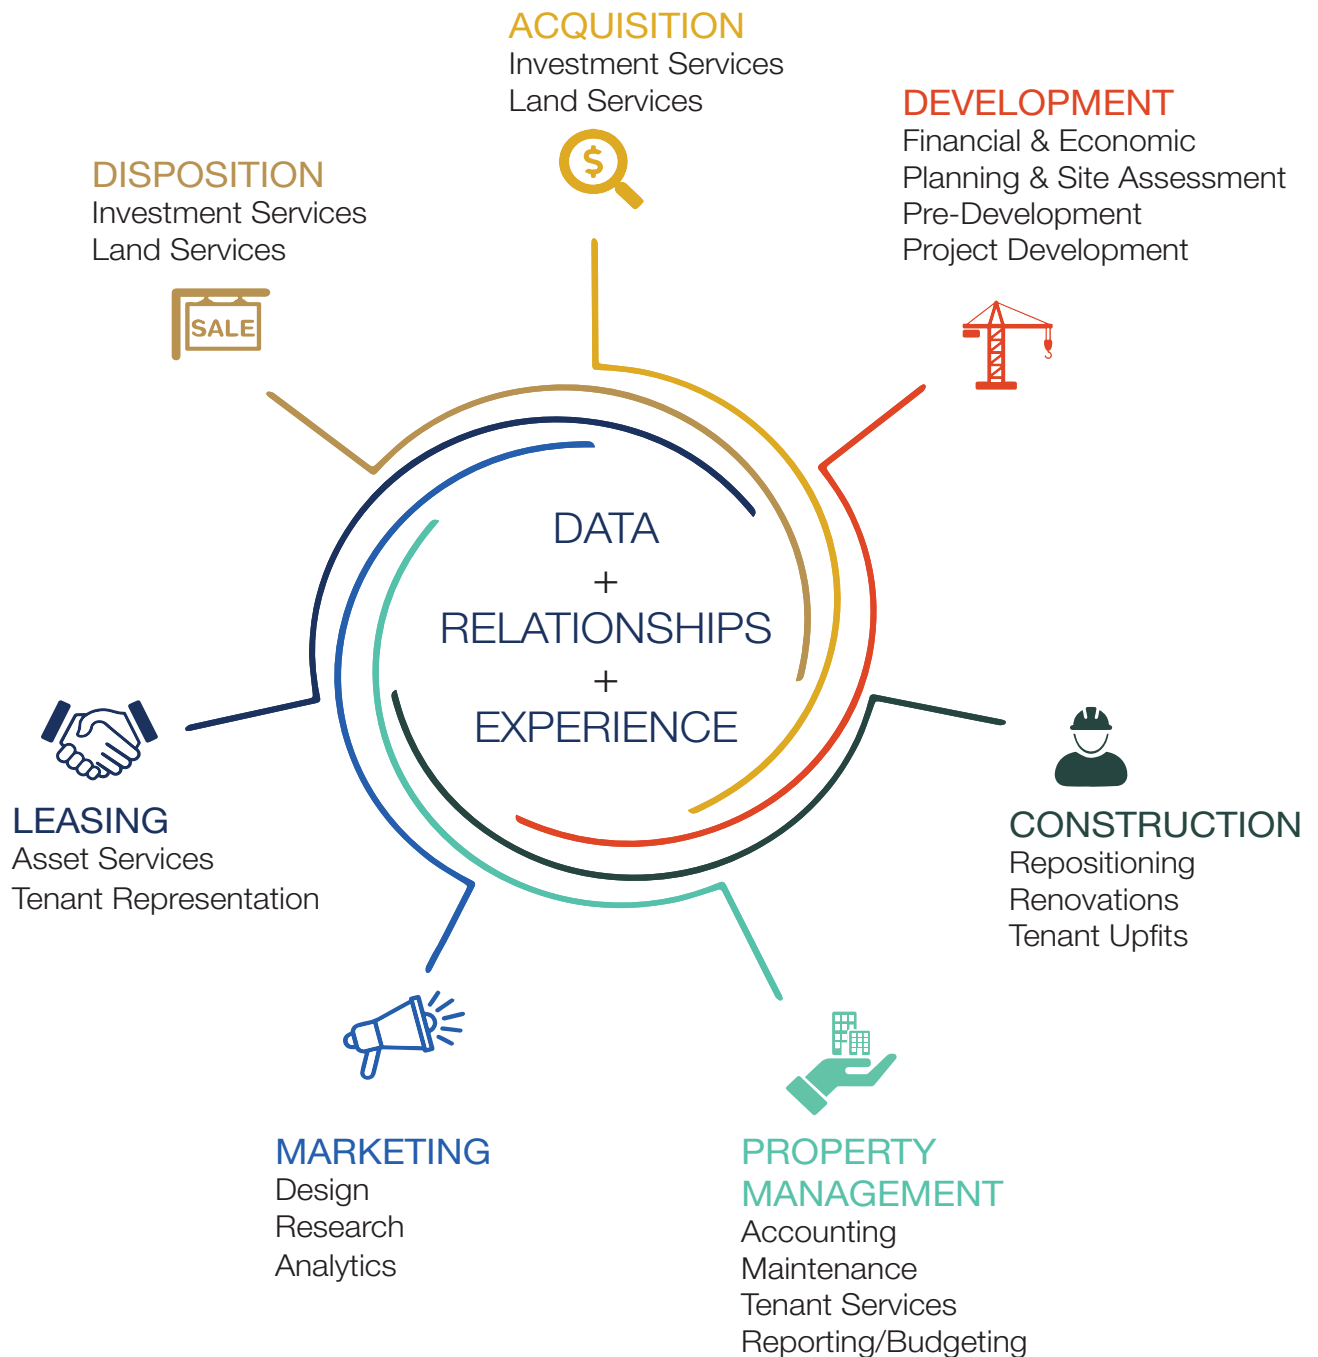 ACQUISITION
Investment Services
Land Services
$
DEVELOPMENT
Financial & Economic
Planning & Site Assessment
Pre-Development
Project Development
DISPOSITION
Investment Services
Land Services
SALE
DATA
+
RELATIONSHIPS
+
EXPERIENCE
LEASING
Asset Services
Tenant Representation
CONSTRUCTION
Repositioning
Renovations
Tenant Upfits
MARKETING
Design
Research
Analytics
PROPERTY
MANAGEMENT
Accounting
Maintenance
Tenant Services
Reporting/Budgeting